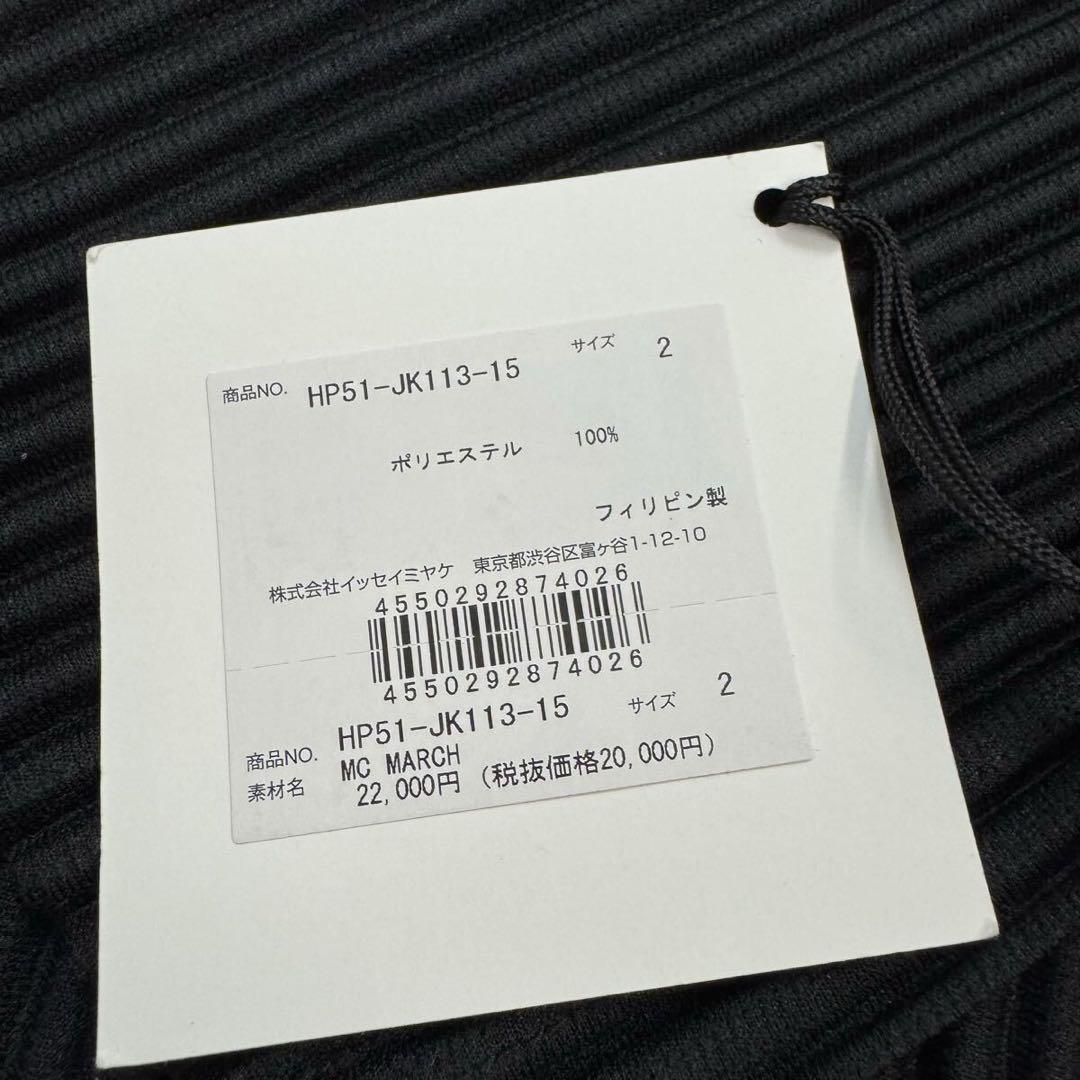 商品NO. HP51-JK113-15 サイズ 2
ポリエステル 100%
フィリピン製
株式会社イッセイミヤケ 東京都渋谷区富ヶ谷1-12-10
4550292874026
4550292874026
商品NO. HP51-JK113-15 サイズ 2
素材名 MC MARCH
22,000円 (税抜価格20,000円)